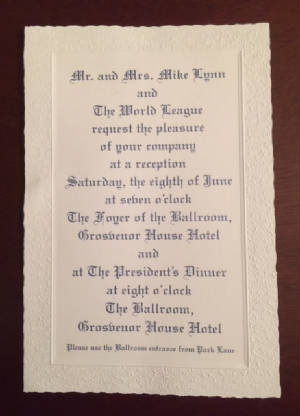 Mr. and Mrs. Mike Lynn
and
The World League
request the pleasure
of your company
at a reception
Saturday, the eighth of June
at seven o'clock
The Foyer of the Ballroom,
Grosvenor House Hotel
and
at The President's Dinner
at eight o'clock
The Ballroom,
Grosvenor House Hotel
Please use the Ballroom entrance from Park Lane